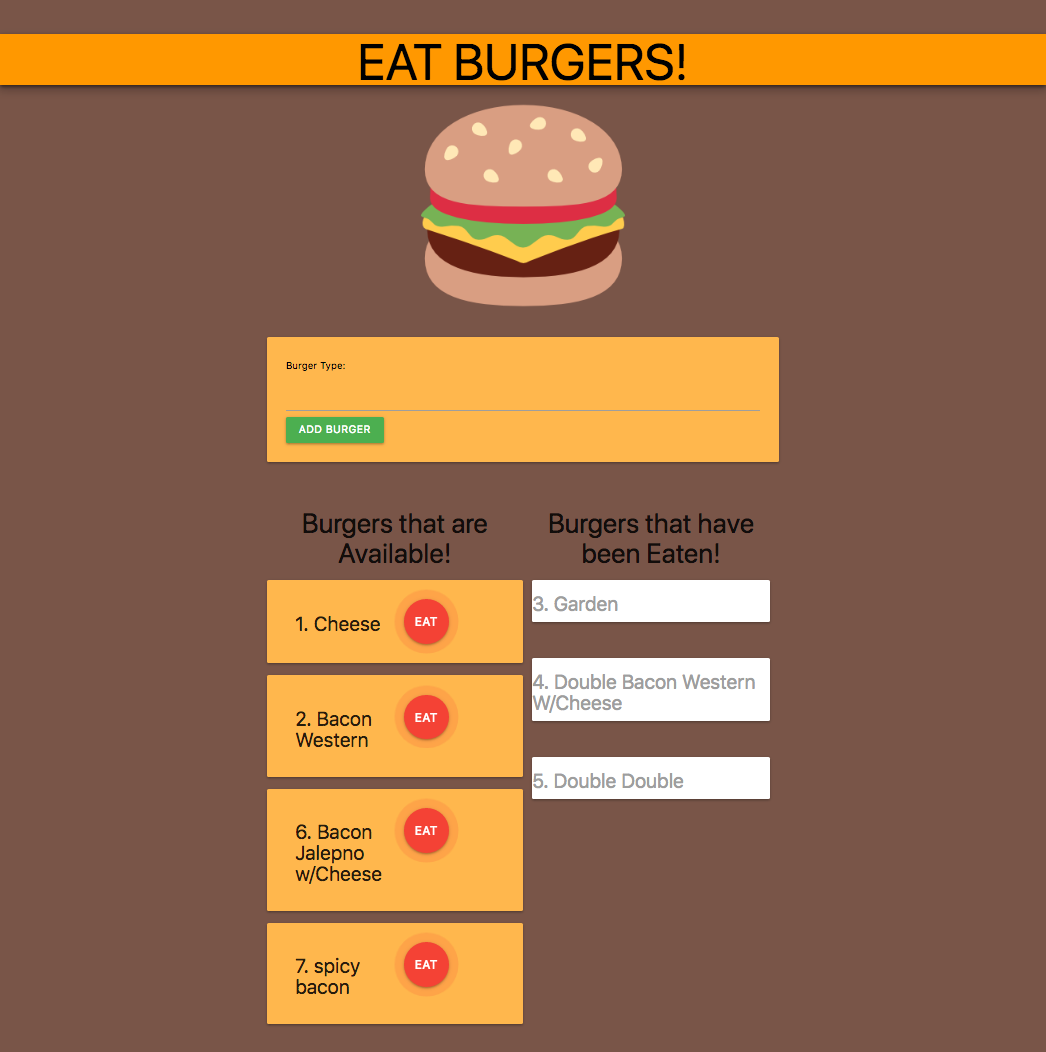 EAT BURGERS!
Burger Type:
ADD BURGER
Burgers that are
Available!
1. Cheese
EAT
2. Bacon
Western
EAT
6. Bacon
Jalepno
w/Cheese
EAT
7. spicy
bacon
EAT
Burgers that have
been Eaten!
3. Garden
4. Double Bacon Western
W/Cheese
5. Double Double